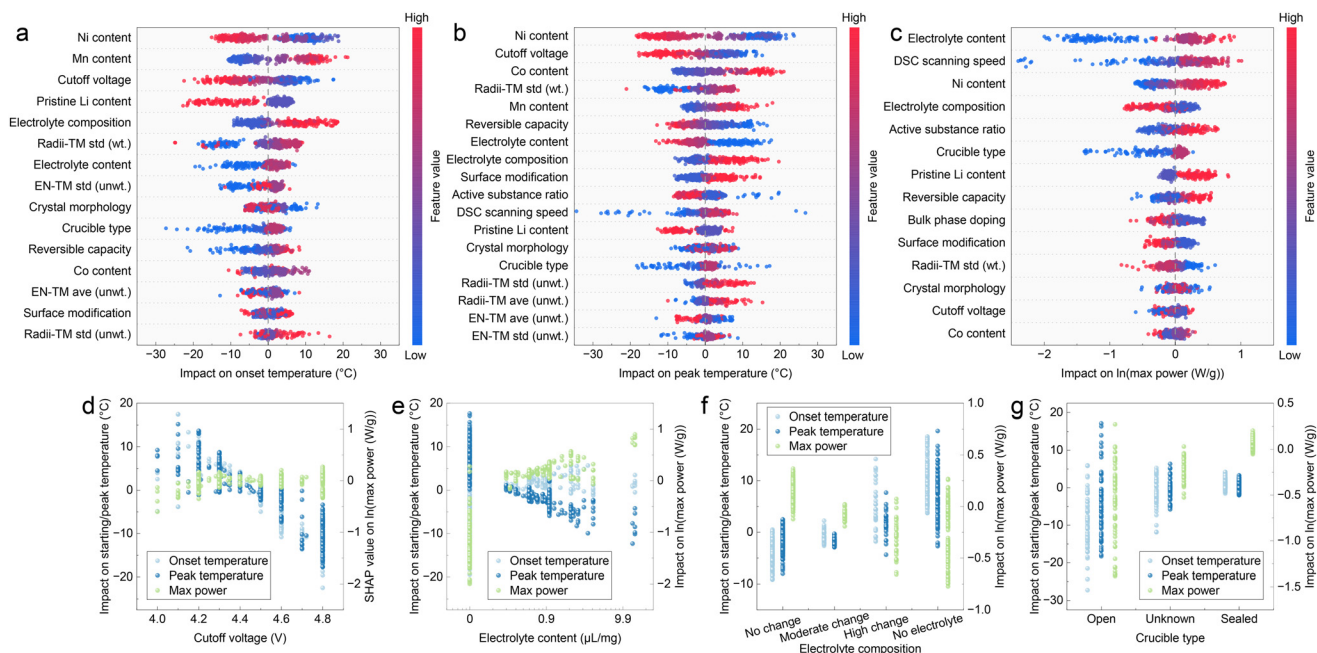 a
High
Ni content
Mn content
Cutoff voltage
Pristine Li content
Electrolyte composition
Radii-TM std (wt.)
Electrolyte content
EN-TM std (unwt.)
Crystal morphology
Crucible type
Reversible capacity
Co content
EN-TM ave (unwt.)
Surface modification
Radii-TM std (unwt.)
Feature value
Low
−30 −20 −10 0 10 20 30
Impact on onset temperature (°C)
b
High
Ni content
Cutoff voltage
Co content
Radii-TM std (wt.)
Mn content
Reversible capacity
Electrolyte content
Electrolyte composition
Surface modification
Active substance ratio
DSC scanning speed
Pristine Li content
Crystal morphology
Crucible type
Radii-TM std (unwt.)
Radii-TM ave (unwt.)
EN-TM ave (unwt.)
EN-TM std (unwt.)
Feature value
Low
−30 −20 −10 0 10 20 30
Impact on peak temperature (°C)
c
High
Electrolyte content
DSC scanning speed
Ni content
Electrolyte composition
Active substance ratio
Crucible type
Pristine Li content
Reversible capacity
Bulk phase doping
Surface modification
Radii-TM std (wt.)
Crystal morphology
Cutoff voltage
Co content
Feature value
Low
−2 −1 0 1
Impact on ln(max power (W/g))
d
Impact on starting/peak temperature (°C)
20
10
0
−10
−20
Onset temperature
Peak temperature
Max power
4.0 4.2 4.4 4.6 4.8
Cutoff voltage (V)
1
0
−1
−2
SHAP value on ln(max power (W/g))
e
Impact on starting/peak temperature (°C)
20
10
0
−10
−20
Onset temperature
Peak temperature
Max power
0 0.9 9.9
Electrolyte content (μL/mg)
1
0
−1
−2
Impact on ln(max power (W/g))
f
Impact on starting/peak temperature (°C)
20
10
0
−10
Onset temperature
Peak temperature
Max power
No change
Moderate change
High change
No electrolyte
Electrolyte composition
1.0
0.5
0.0
−0.5
−1.0
Impact on ln(max power (W/g))
g
Impact on starting/peak temperature (°C)
20
15
10
5
0
−5
−10
−15
−20
−25
−30
Onset temperature
Peak temperature
Max power
Open Unknown Sealed
Crucible type
0.5
0.0
−0.5
−1.0
−1.5
Impact on ln(max power (W/g))